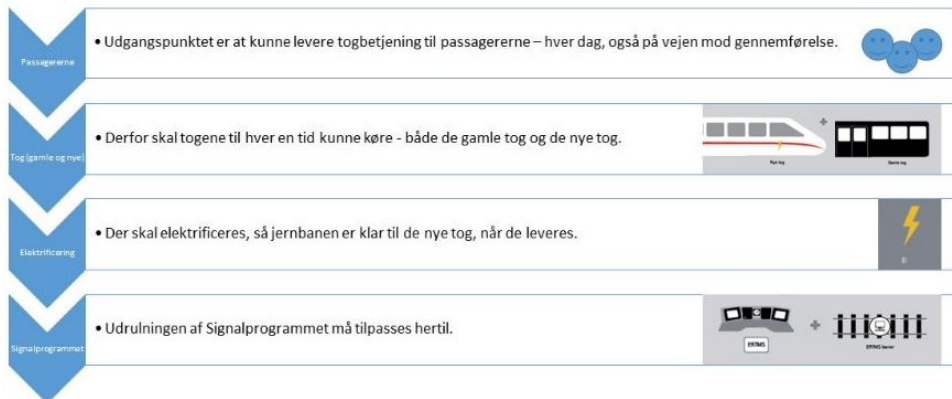 Passagererne
• Udgangspunktet er at kunne levere togbetjening til passagererne – hver dag, også på vejen mod gennemførelse.
Tog (gamle og nye)
• Derfor skal togene til hver en tid kunne køre - både de gamle tog og de nye tog.
Nye tog
Gamle tog
Elektrificering
• Der skal elektrificeres, så jernbanen er klar til de nye tog, når de leveres.
El
Signalprogrammet
• Udrulningen af Signalprogrammet må tilpasses hertil.
ERTMS